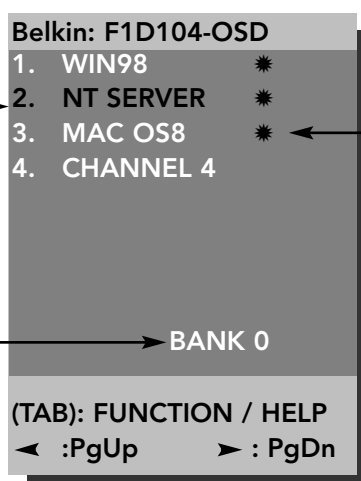 Belkin: F1D104-OSD
1. WIN98 ✹
2. NT SERVER ✹
3. MAC OS8 ✹
4. CHANNEL 4
BANK 0
(TAB): FUNCTION / HELP
◄ :PgUp ► : PgDn